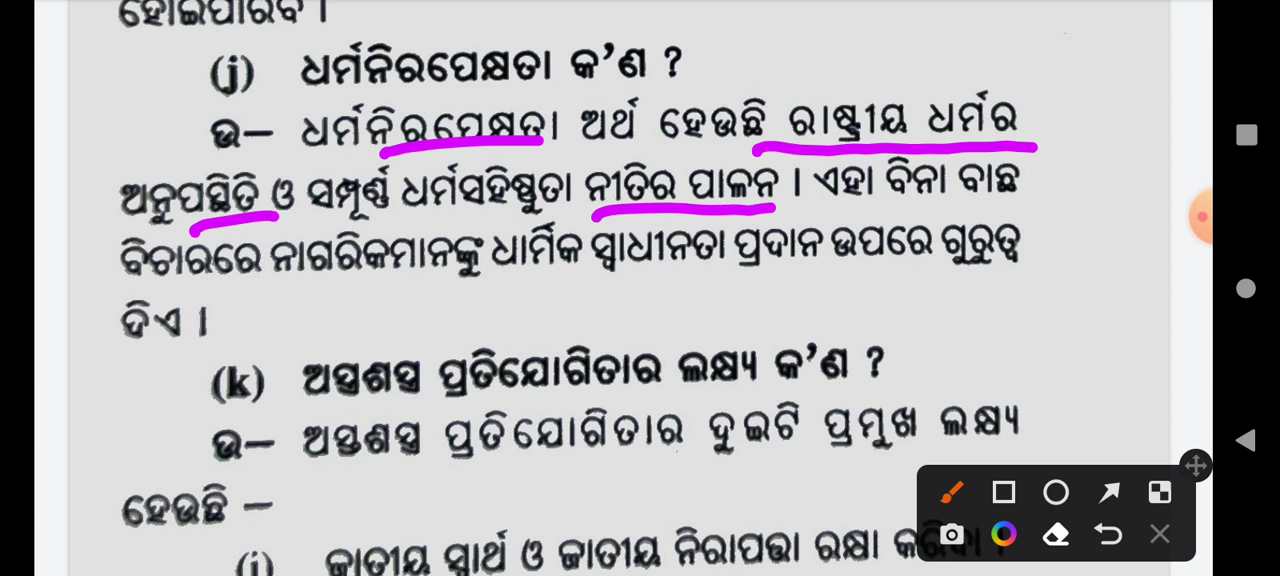 ହୋଇପାରିବ ।
(j) ଧର୍ମନିରପେକ୍ଷତା କ'ଣ ?
ଉ– ଧର୍ମନିରପେକ୍ଷତା ଅର୍ଥ ହେଉଛି ରାଷ୍ଟ୍ରୀୟ ଧର୍ମର
ଅନୁପସ୍ଥିତି ଓ ସମ୍ପୂର୍ଣ୍ଣ ଧର୍ମସହିଷ୍ଣୁତା ନୀତିର ପାଳନ । ଏହା ବିନା ବାଛ
ବିଚାରରେ ନାଗରିକମାନଙ୍କୁ ଧାର୍ମିକ ସ୍ୱାଧୀନତା ପ୍ରଦାନ ଉପରେ ଗୁରୁତ୍ୱ
ଦିଏ ।
(k) ଅସ୍ତ୍ରଶସ୍ତ୍ର ପ୍ରତିଯୋଗିତାର ଲକ୍ଷ୍ୟ କ'ଣ ?
ଉ– ଅସ୍ତ୍ରଶସ୍ତ୍ର ପ୍ରତିଯୋଗିତାର ଦୁଇଟି ପ୍ରମୁଖ ଲକ୍ଷ୍ୟ
ହେଉଛି –
(i) ଜାତୀୟ ସ୍ୱାର୍ଥ ଓ ଜାତୀୟ ନିରାପତ୍ତା ରକ୍ଷା କରିବା ।